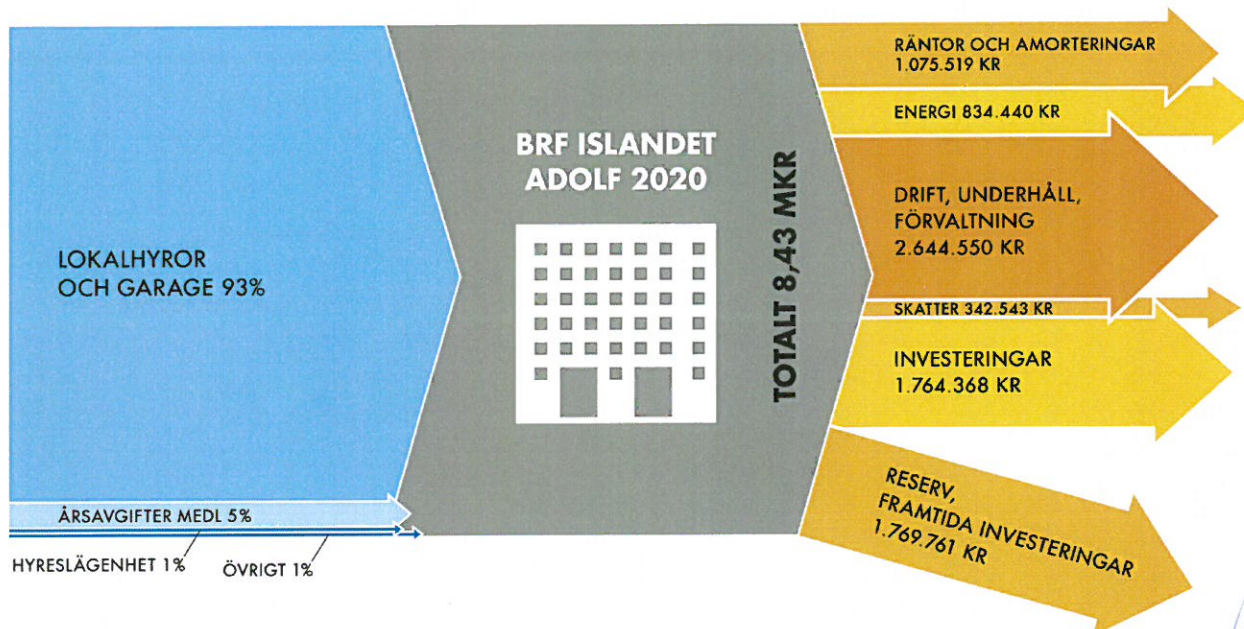 LOKALHYROR
OCH GARAGE 93%
ÅRSAVGIFTER MEDL 5%
HYRESLÄGENHET 1%
ÖVRIGT 1%
BRF ISLANDET
ADOLF 2020
TOTALT 8,43 MKR
RÄNTOR OCH AMORTERINGAR
1.075.519 KR
ENERGI 834.440 KR
DRIFT, UNDERHÅLL,
FÖRVALTNING
2.644.550 KR
SKATTER 342.543 KR
INVESTERINGAR
1.764.368 KR
RESERV,
FRAMTIDA INVESTERINGAR
1.769.761 KR